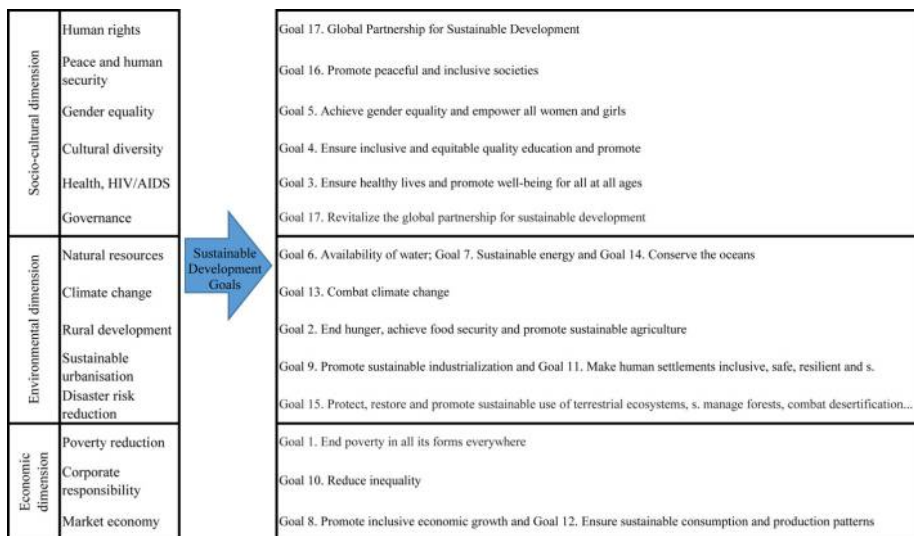 Socio-cultural dimension
Human rights
Goal 17. Global Partnership for Sustainable Development
Peace and human
security
Goal 16. Promote peaceful and inclusive societies
Gender equality
Goal 5. Achieve gender equality and empower all women and girls
Cultural diversity
Goal 4. Ensure inclusive and equitable quality education and promote
Health, HIV/AIDS
Goal 3. Ensure healthy lives and promote well-being for all at all ages
Governance
Goal 17. Revitalize the global partnership for sustainable development
Sustainable
Development
Goals
Environmental dimension
Natural resources
Goal 6. Availability of water; Goal 7. Sustainable energy and Goal 14. Conserve the oceans
Climate change
Goal 13. Combat climate change
Rural development
Goal 2. End hunger, achieve food security and promote sustainable agriculture
Sustainable
urbanisation
Goal 9. Promote sustainable industrialization and Goal 11. Make human settlements inclusive, safe, resilient and s.
Disaster risk
reduction
Goal 15. Protect, restore and promote sustainable use of terrestrial ecosystems, s. manage forests, combat desertification...
Economic
dimension
Poverty reduction
Goal 1. End poverty in all its forms everywhere
Corporate
responsibility
Goal 10. Reduce inequality
Market economy
Goal 8. Promote inclusive economic growth and Goal 12. Ensure sustainable consumption and production patterns